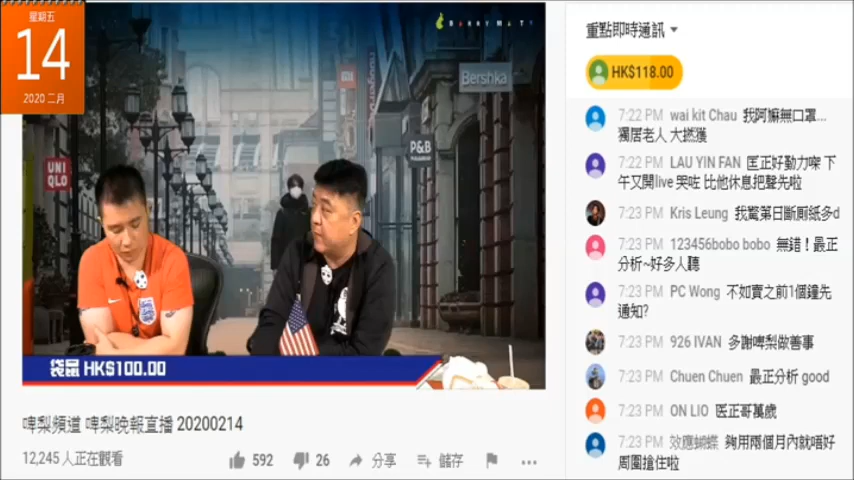 星期五
14
2020 二月
BARRYMATT
Bershka
P&B
UNI
QLO
袋鼠 HK$100.00
啤梨頻道 啤梨晚報直播 20200214
12,245 人正在觀看
592
26
分享
儲存
重點即時通訊
HK$118.00
7:22 PM wai kit Chau 我阿嫲無口罩...
獨居老人 大撚獲
7:22 PM LAU YIN FAN 匡正好勤力㗎 下
午又開live 哭咗 比他休息把聲先啦
7:23 PM Kris Leung 我驚第日斷厠紙多d
7:23 PM 123456bobo bobo 無錯！最正
分析~好多人聽
7:23 PM PC Wong 不如賣之前1個鐘先
通知?
7:23 PM 926 IVAN 多謝啤梨做善事
7:23 PM Chuen Chuen 最正分析 good
7:23 PM ON LIO 匡正哥萬歲
7:23 PM 效應蝴蝶 夠用兩個月內就唔好
周圍搶住啦